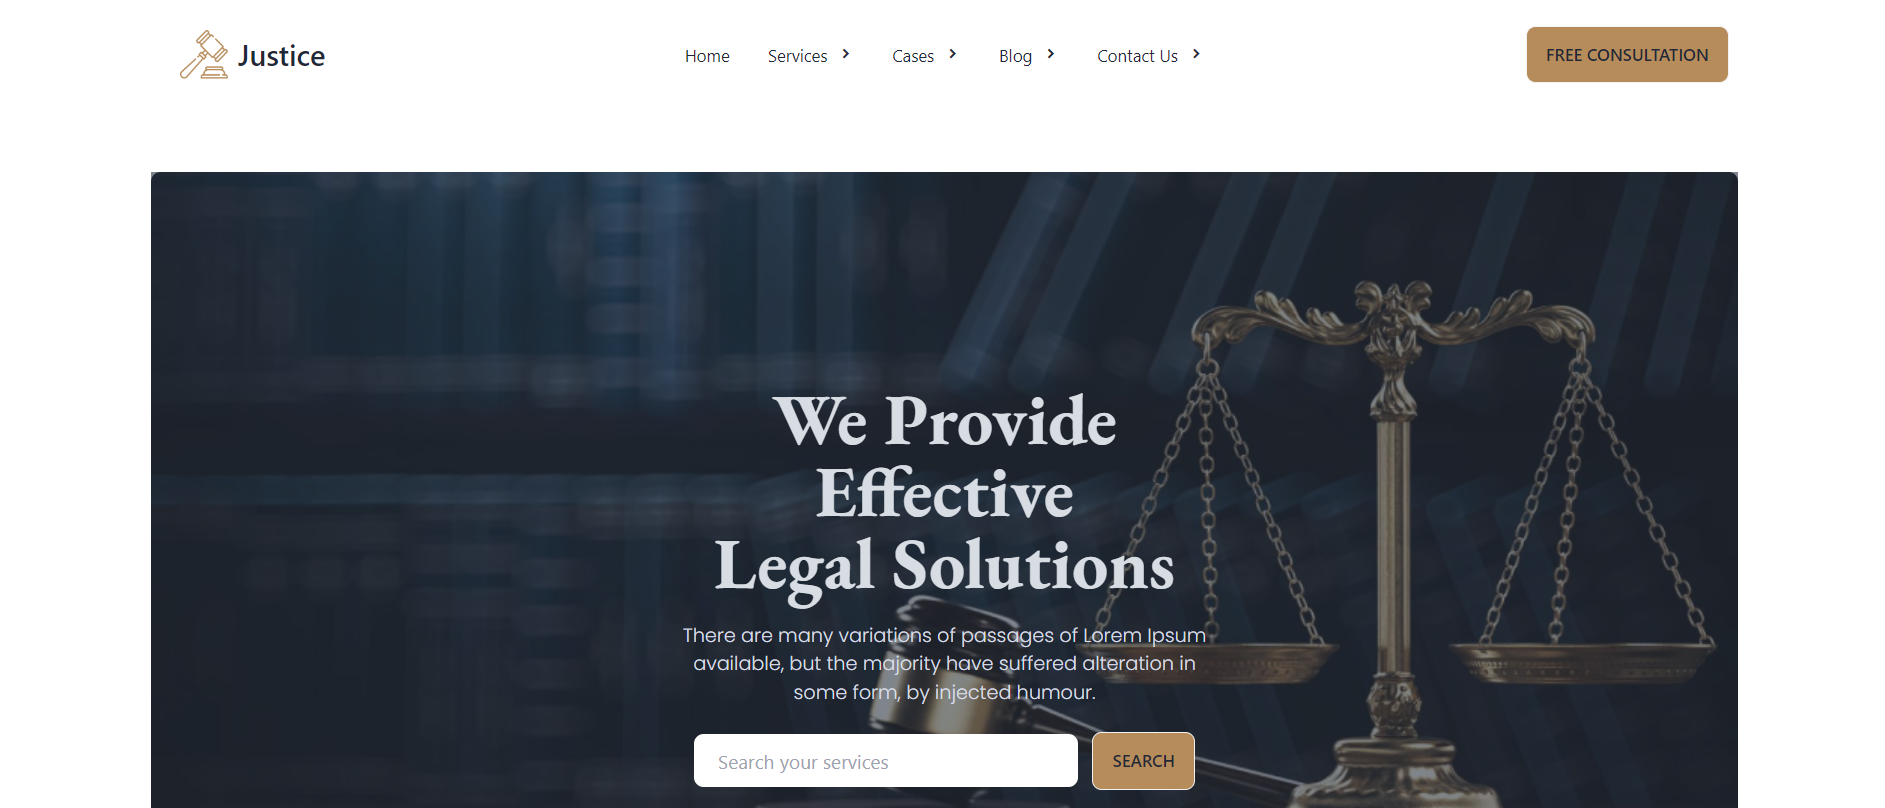 Justice
Home
Services
Cases
Blog
Contact Us
FREE CONSULTATION
We Provide
Effective
Legal Solutions
There are many variations of passages of Lorem Ipsum
available, but the majority have suffered alteration in
some form, by injected humour.
Search your services
SEARCH